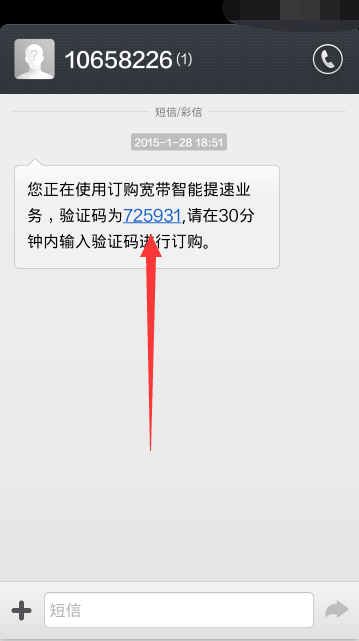 10658226(1)
短信/彩信
2015-1-28 18:51
您正在使用订购宽带智能提速业
务，验证码为725931,请在30分
钟内输入验证码进行订购。
短信